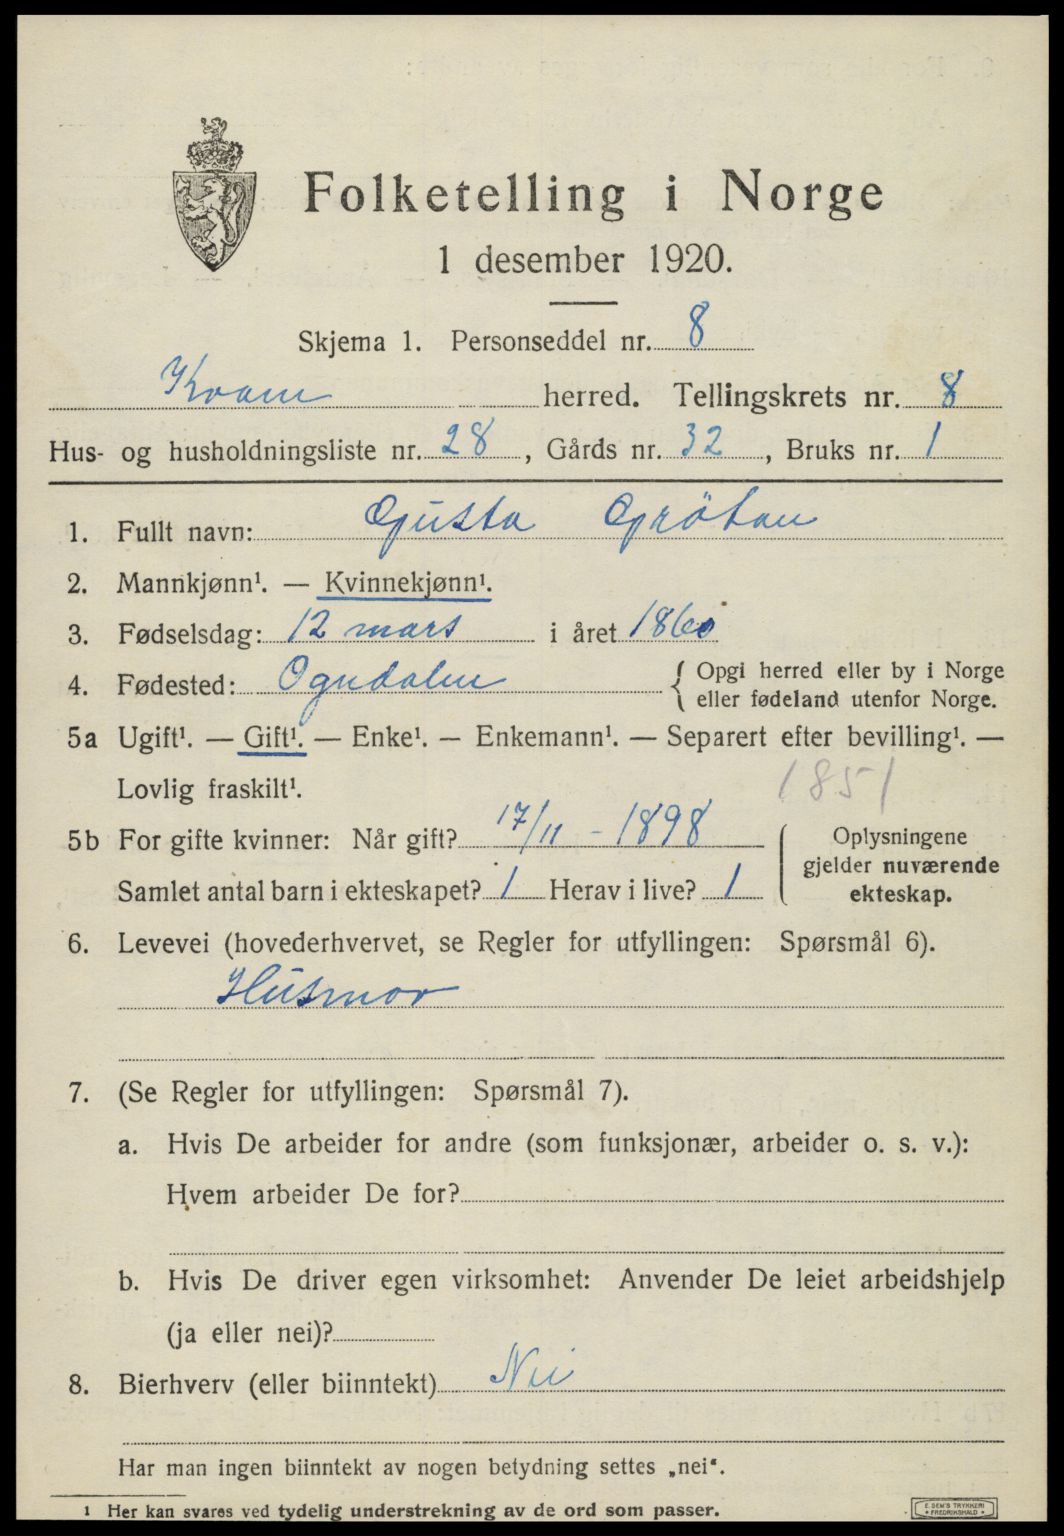 Folketelling i Norge
1 desember 1920.
Skjema 1. Personseddel nr. 8
Kvam herred. Tellingskrets nr. 8
Hus- og husholdningsliste nr. 28, Gårds nr. 32, Bruks nr. 1
1. Fullt navn: Gusta Grötan
2. Mannkjønn¹. — Kvinnekjønn¹.
3. Fødselsdag: 12 mars i året 1860
4. Fødested: Ogndalen { Opgi herred eller by i Norge
eller fødeland utenfor Norge.
5a Ugift¹. — Gift¹. — Enke¹. — Enkemann¹. — Separert efter bevilling¹. —
Lovlig fraskilt¹. 1851
5b For gifte kvinner: Når gift? 17/11 - 1898
Samlet antal barn i ekteskapet? 1 Herav i live? 1
Oplysningene
gjelder nuværende
ekteskap.
6. Levevei (hovederhvervet, se Regler for utfyllingen: Spørsmål 6).
Husmor
7. (Se Regler for utfyllingen: Spørsmål 7).
a. Hvis De arbeider for andre (som funksjonær, arbeider o. s. v.):
Hvem arbeider De for?
b. Hvis De driver egen virksomhet: Anvender De leiet arbeidshjelp
(ja eller nei)?
8. Bierhverv (eller biinntekt) Nei
Har man ingen biinntekt av nogen betydning settes „nei“.
1 Her kan svares ved tydelig understrekning av de ord som passer.
E. SEM'S TRYKKERI
FREDRIKSHALD